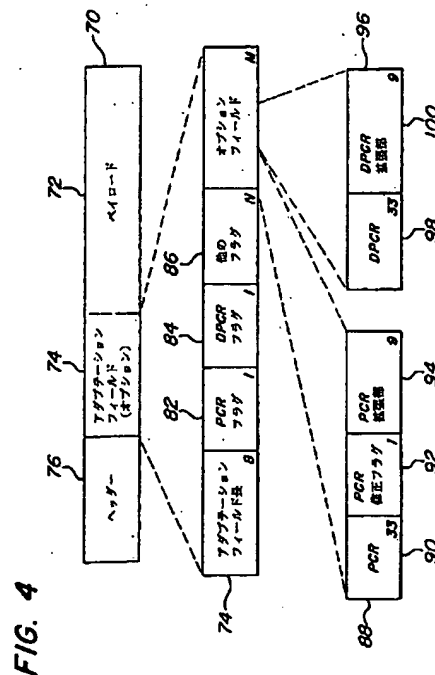 FIG. 4
76
74
72
70
ヘッダー
アダプテーション
フィールド
(オプション)
ペイロード
82
84
86
74
アダプテーション
フィールド長
8
PCR
フラグ
1
DPCR
フラグ
1
他の
フラグ
N
オプション
フィールド
N
88
PCR
33
PCR
修正フラグ
1
PCR
拡張部
9
90
92
94
DPCR
33
DPCR
拡張部
9
96
98
100